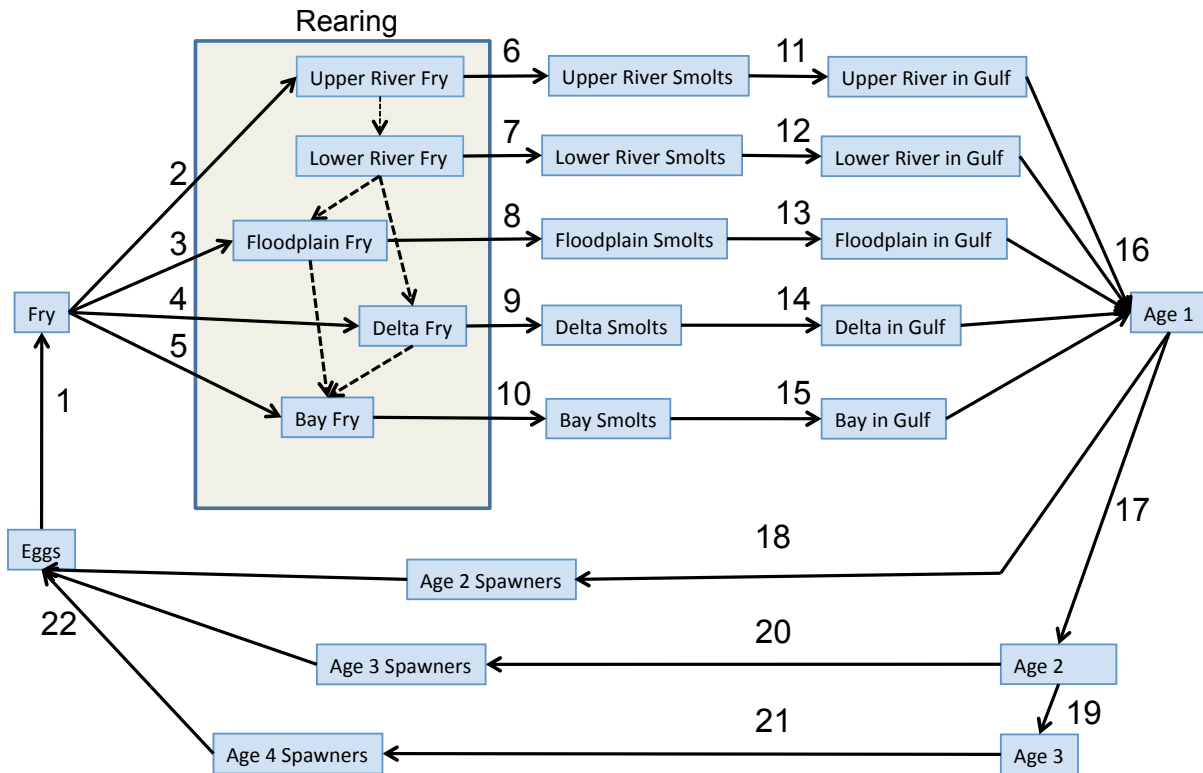 Rearing
6
11
Upper River Fry
Upper River Smolts
Upper River in Gulf
7
12
Lower River Fry
Lower River Smolts
Lower River in Gulf
2
8
13
3
Floodplain Fry
Floodplain Smolts
Floodplain in Gulf
16
Fry
4
9
14
Delta Fry
Delta Smolts
Delta in Gulf
Age 1
5
1
10
15
Bay Fry
Bay Smolts
Bay in Gulf
17
Eggs
18
Age 2 Spawners
22
20
Age 3 Spawners
Age 2
19
21
Age 4 Spawners
Age 3